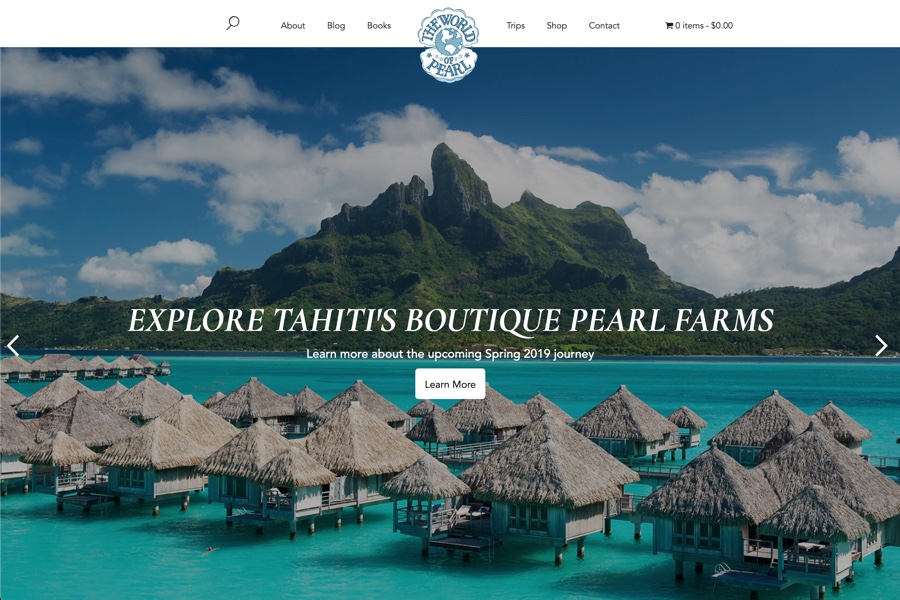 About
Blog
Books
THE WORLD
OF
PEARL
Trips
Shop
Contact
0 items - $0.00
EXPLORE TAHITI'S BOUTIQUE PEARL FARMS
Learn more about the upcoming Spring 2019 journey
Learn More